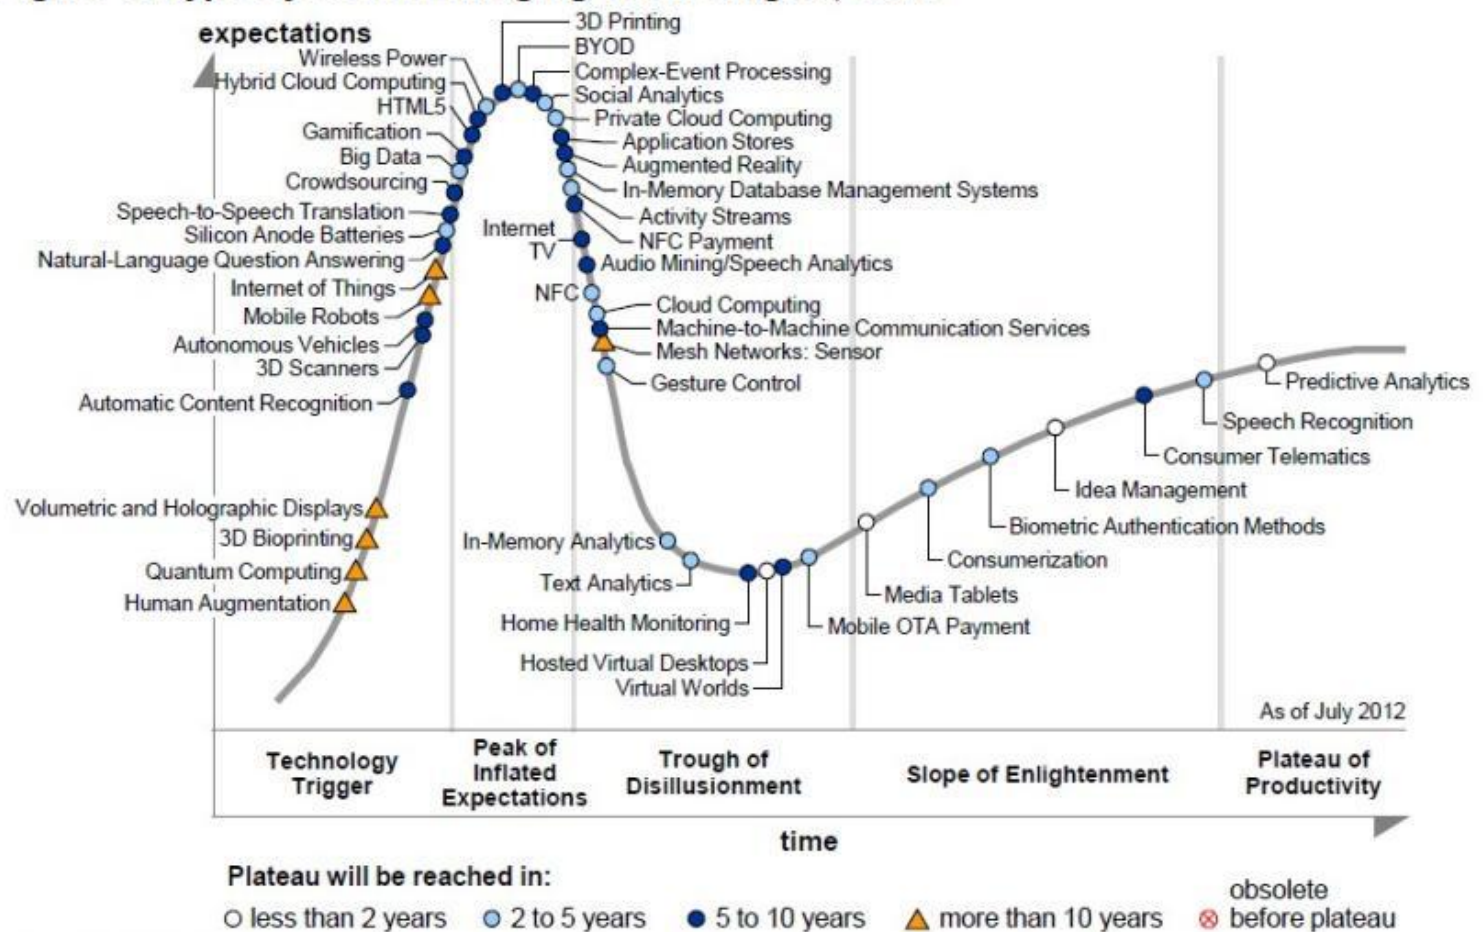 expectations
3D Printing
BYOD
Complex-Event Processing
Social Analytics
Private Cloud Computing
Application Stores
Augmented Reality
In-Memory Database Management Systems
Activity Streams
NFC Payment
Audio Mining/Speech Analytics
Wireless Power
Hybrid Cloud Computing
HTML5
Gamification
Big Data
Crowdsourcing
Speech-to-Speech Translation
Silicon Anode Batteries
Natural-Language Question Answering
Internet of Things
Mobile Robots
Autonomous Vehicles
3D Scanners
Automatic Content Recognition
Volumetric and Holographic Displays
3D Bioprinting
Quantum Computing
Human Augmentation
Internet
TV
NFC
Cloud Computing
Machine-to-Machine Communication Services
Mesh Networks: Sensor
Gesture Control
In-Memory Analytics
Text Analytics
Home Health Monitoring
Hosted Virtual Desktops
Virtual Worlds
Mobile OTA Payment
Media Tablets
Consumerization
Biometric Authentication Methods
Idea Management
Consumer Telematics
Speech Recognition
Predictive Analytics
As of July 2012
Technology
Trigger
Peak of
Inflated
Expectations
Trough of
Disillusionment
Slope of Enlightenment
Plateau of
Productivity
time
Plateau will be reached in:
less than 2 years
2 to 5 years
5 to 10 years
more than 10 years
obsolete
before plateau